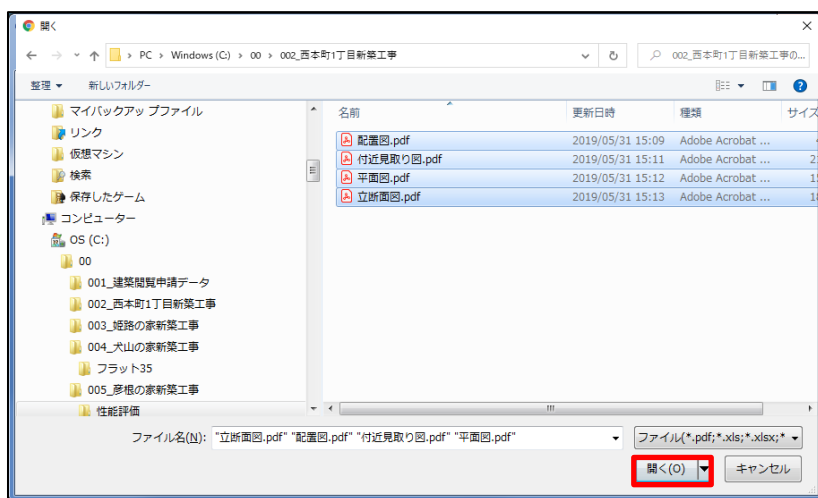 開く
PC › Windows (C:) › 00 › 002_西本町1丁目新築工事
002_西本町1丁目新築工事の...
整理 新しいフォルダー
名前 更新日時 種類 サイズ
マイバックアップファイル
リンク
仮想マシン
検索
保存したゲーム
コンピューター
OS (C:)
00
001_建築閲覧申請データ
002_西本町1丁目新築工事
003_姫路の家新築工事
004_犬山の家新築工事
フラット35
005_彦根の家新築工事
性能評価
配置図.pdf 2019/05/31 15:09 Adobe Acrobat ...
付近見取り図.pdf 2019/05/31 15:11 Adobe Acrobat ...
平面図.pdf 2019/05/31 15:12 Adobe Acrobat ...
立断面図.pdf 2019/05/31 15:13 Adobe Acrobat ...
ファイル名(N): "立断面図.pdf" "配置図.pdf" "付近見取り図.pdf" "平面図.pdf"
ファイル(*.pdf;*.xls;*.xlsx;*
開く(O) キャンセル